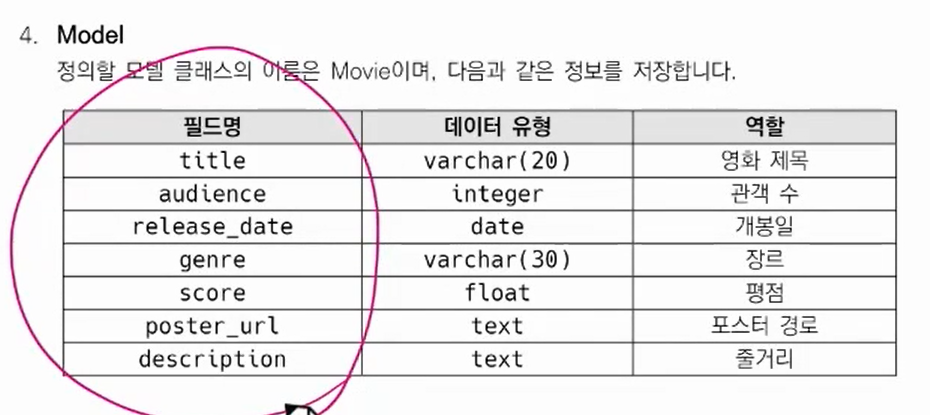 4. Model
정의할 모델 클래스의 이름은 Movie이며, 다음과 같은 정보를 저장합니다.
필드명 데이터 유형 역할
title varchar(20) 영화 제목
audience integer 관객 수
release_date date 개봉일
genre varchar(30) 장르
score float 평점
poster_url text 포스터 경로
description text 줄거리